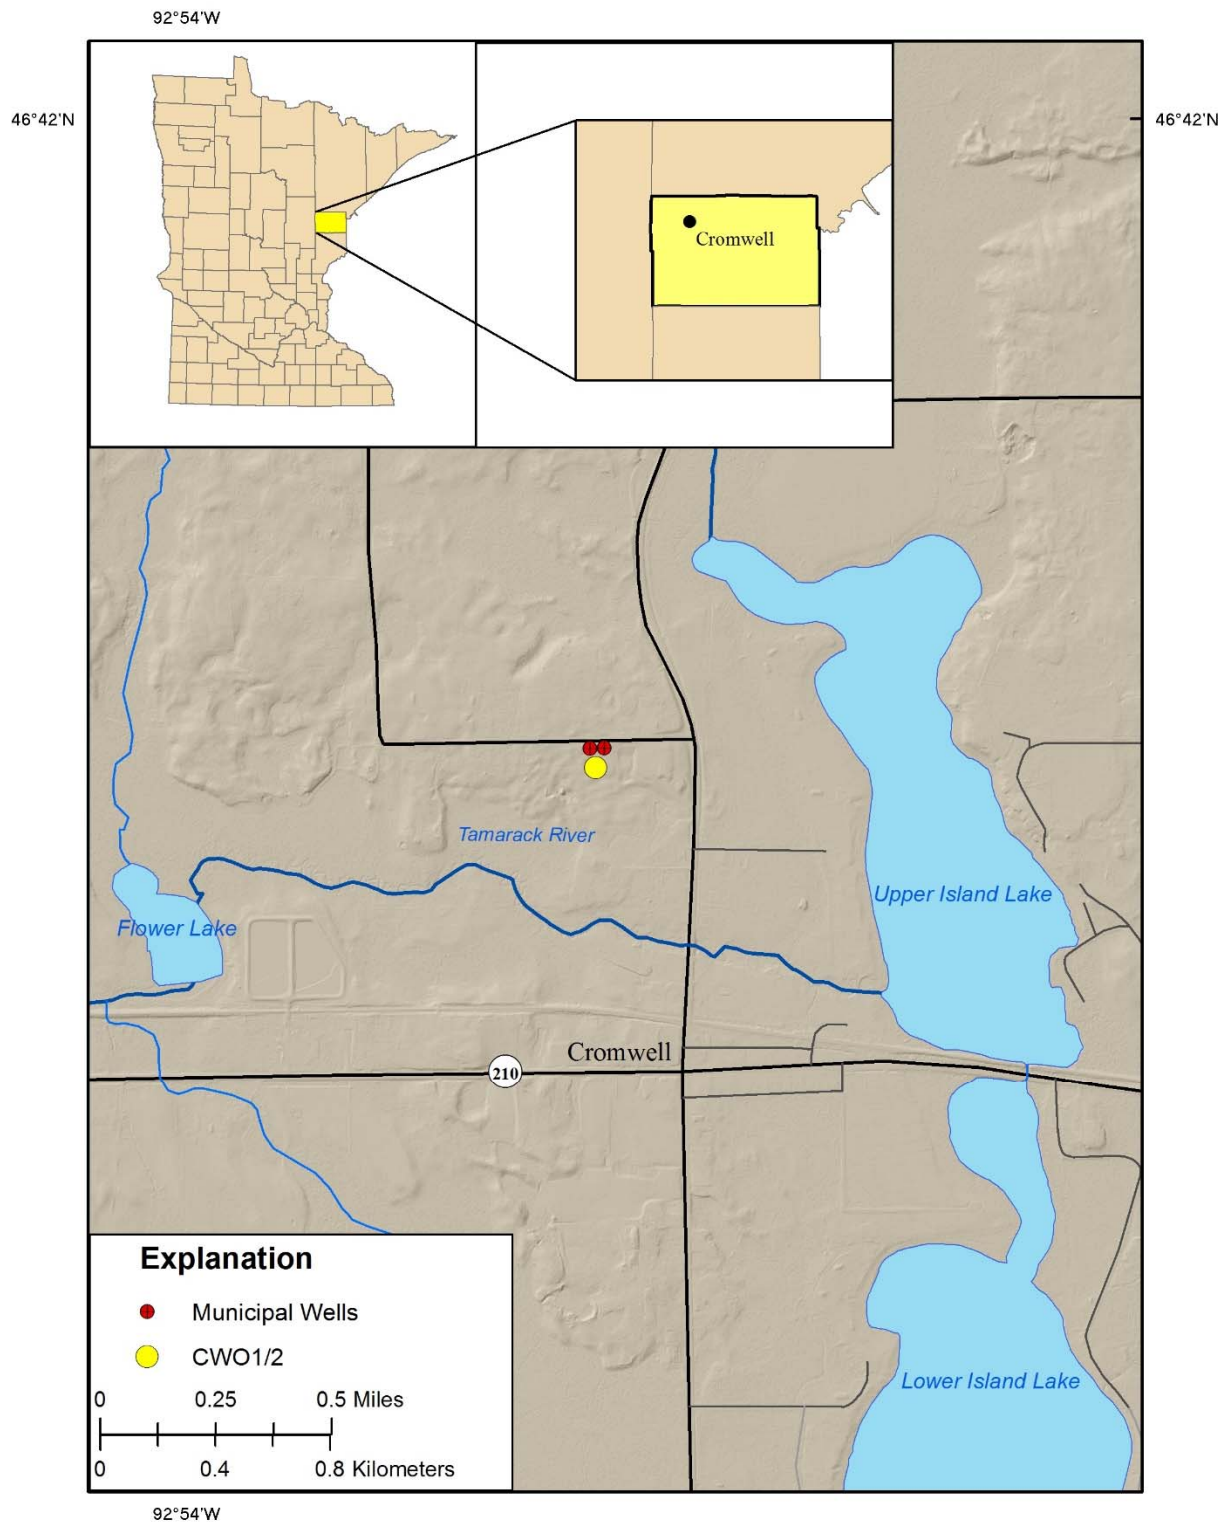 92°54'W
46°42'N
46°42'N
Cromwell
Tamarack River
Upper Island Lake
Flower Lake
Cromwell
210
Explanation
Municipal Wells
CWO1/2
0 0.25 0.5 Miles
0 0.4 0.8 Kilometers
Lower Island Lake
92°54'W